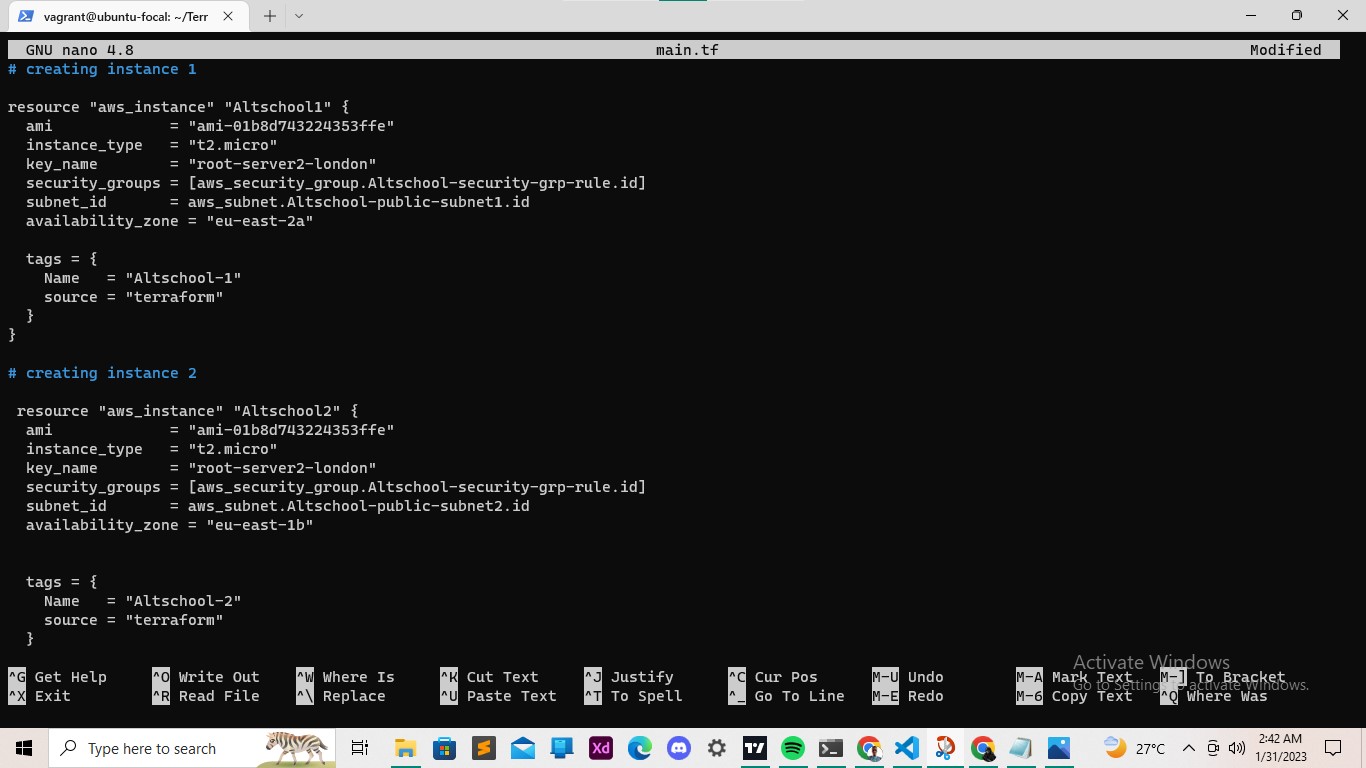 vagrant@ubuntu-focal: ~/Terr
GNU nano 4.8 main.tf Modified
# creating instance 1
resource "aws_instance" "Altschool1" {
  ami             = "ami-01b8d743224353ffe"
  instance_type   = "t2.micro"
  key_name        = "root-server2-london"
  security_groups = [aws_security_group.Altschool-security-grp-rule.id]
  subnet_id       = aws_subnet.Altschool-public-subnet1.id
  availability_zone = "eu-east-2a"
  tags = {
    Name   = "Altschool-1"
    source = "terraform"
  }
}
# creating instance 2
 resource "aws_instance" "Altschool2" {
  ami             = "ami-01b8d743224353ffe"
  instance_type   = "t2.micro"
  key_name        = "root-server2-london"
  security_groups = [aws_security_group.Altschool-security-grp-rule.id]
  subnet_id       = aws_subnet.Altschool-public-subnet2.id
  availability_zone = "eu-east-1b"
  tags = {
    Name   = "Altschool-2"
    source = "terraform"
  }
^G Get Help ^O Write Out ^W Where Is ^K Cut Text ^J Justify ^C Cur Pos M-U Undo M-A Mark Text M-] To Bracket
^X Exit ^R Read File ^\ Replace ^U Paste Text ^T To Spell ^_ Go To Line M-E Redo M-6 Copy Text ^Q Where Was
Activate Windows
Go to Settings to activate Windows.
Type here to search
Xd
27°C
2:42 AM
1/31/2023